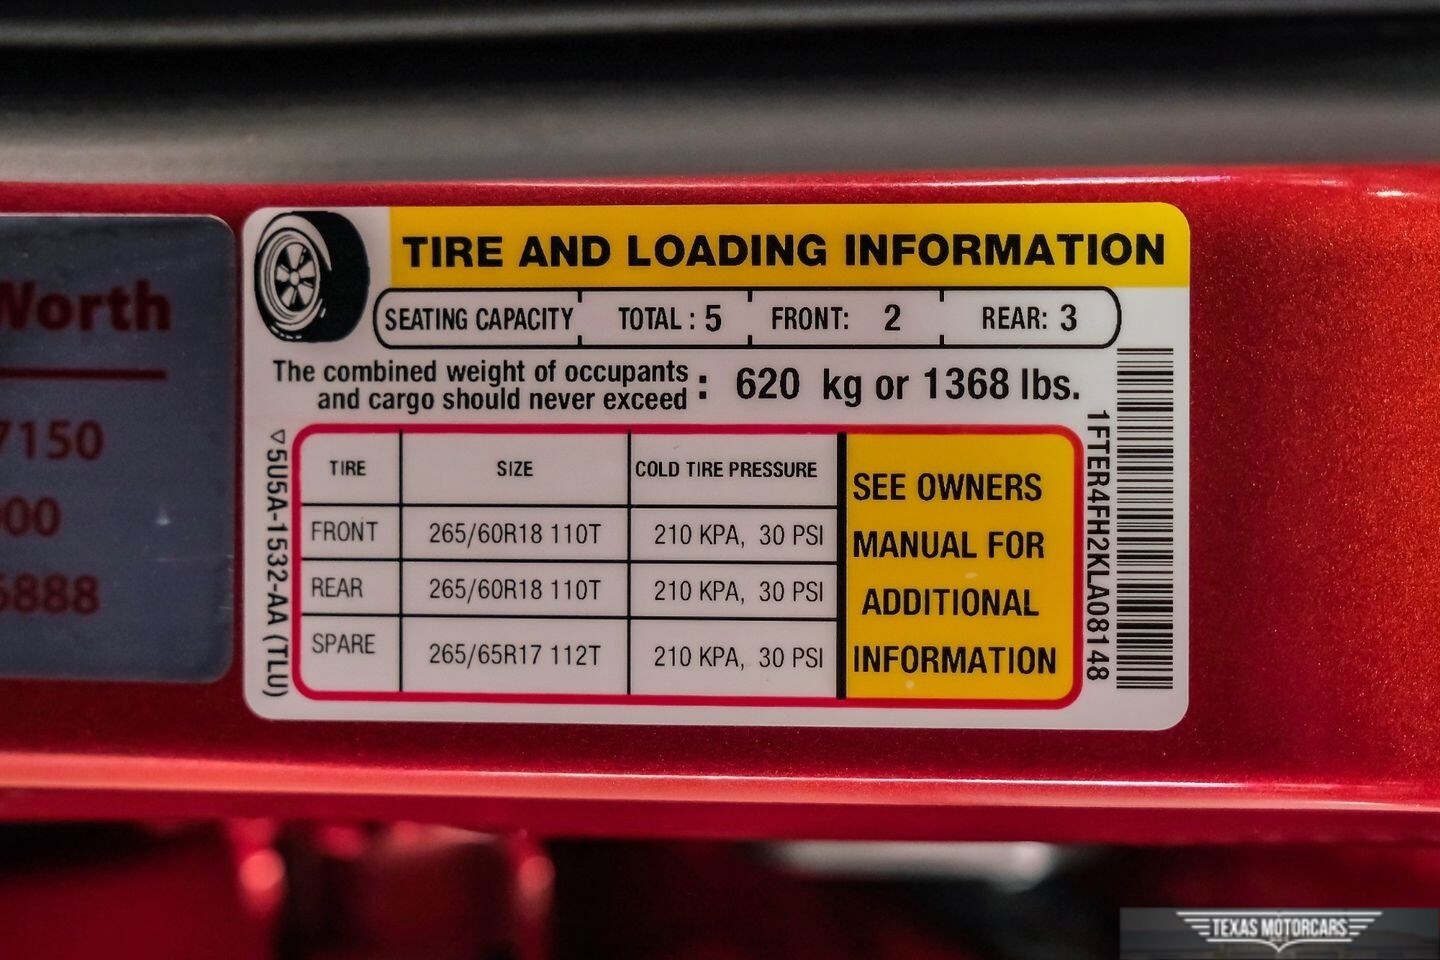 Worth
7150
00
6888
TIRE AND LOADING INFORMATION
SEATING CAPACITY TOTAL : 5 FRONT: 2 REAR: 3
The combined weight of occupants
and cargo should never exceed : 620 kg or 1368 lbs.
TIRE SIZE COLD TIRE PRESSURE
FRONT 265/60R18 110T 210 KPA, 30 PSI
REAR 265/60R18 110T 210 KPA, 30 PSI
SPARE 265/65R17 112T 210 KPA, 30 PSI
SEE OWNERS
MANUAL FOR
ADDITIONAL
INFORMATION
5U5A-1532-AA (TLU)
1FTER4FH2KLA08148
TEXAS MOTORCARS